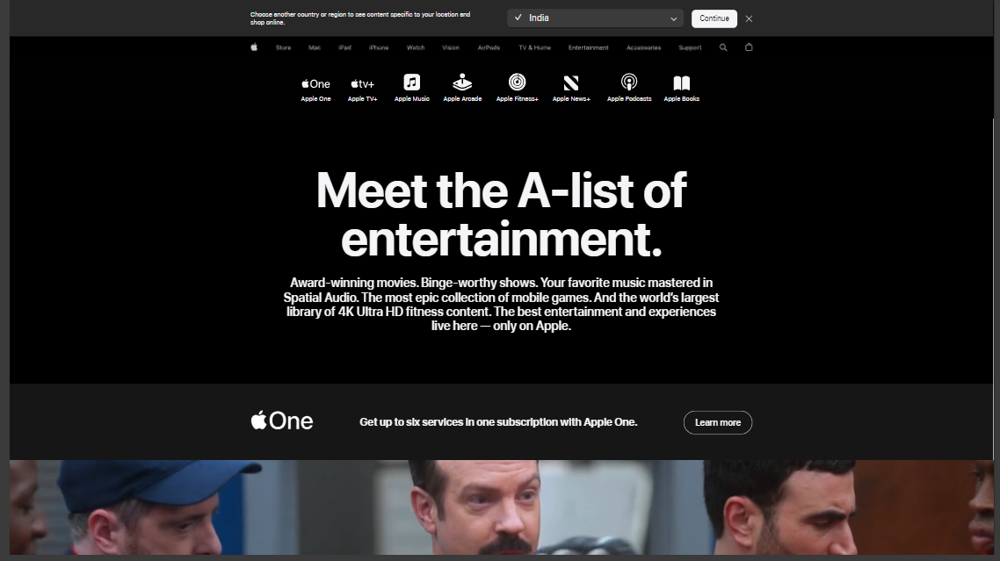 Choose another country or region to see content specific to your location and
shop online.
India
Continue
Store Mac iPad iPhone Watch Vision AirPods TV & Home Entertainment Accessories Support
One tv+
Apple One Apple TV+ Apple Music Apple Arcade Apple Fitness+ Apple News+ Apple Podcasts Apple Books
Meet the A-list of
entertainment.
Award-winning movies. Binge-worthy shows. Your favorite music mastered in
Spatial Audio. The most epic collection of mobile games. And the world’s largest
library of 4K Ultra HD fitness content. The best entertainment and experiences
live here — only on Apple.
One
Get up to six services in one subscription with Apple One.
Learn more